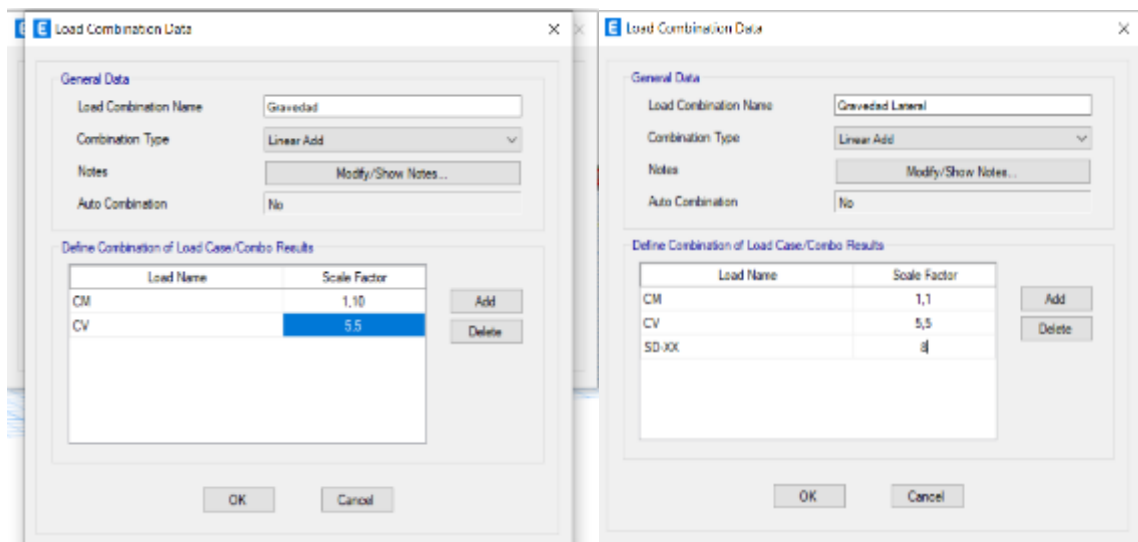 E
E Load Combination Data
General Data
Load Combination Name Gravedad
Combination Type Linear Add
Notes Modify/Show Notes...
Auto Combination No
Define Combination of Load Case/Combo Results
Load Name Scale Factor
CM 1,10
CV 5.5
Add
Delete
OK Cancel
E Load Combination Data
General Data
Load Combination Name Gravedad Lateral
Combination Type Linear Add
Notes Modify/Show Notes...
Auto Combination No
Define Combination of Load Case/Combo Results
Load Name Scale Factor
CM 1,1
CV 5,5
SD-XX 8
Add
Delete
OK Cancel